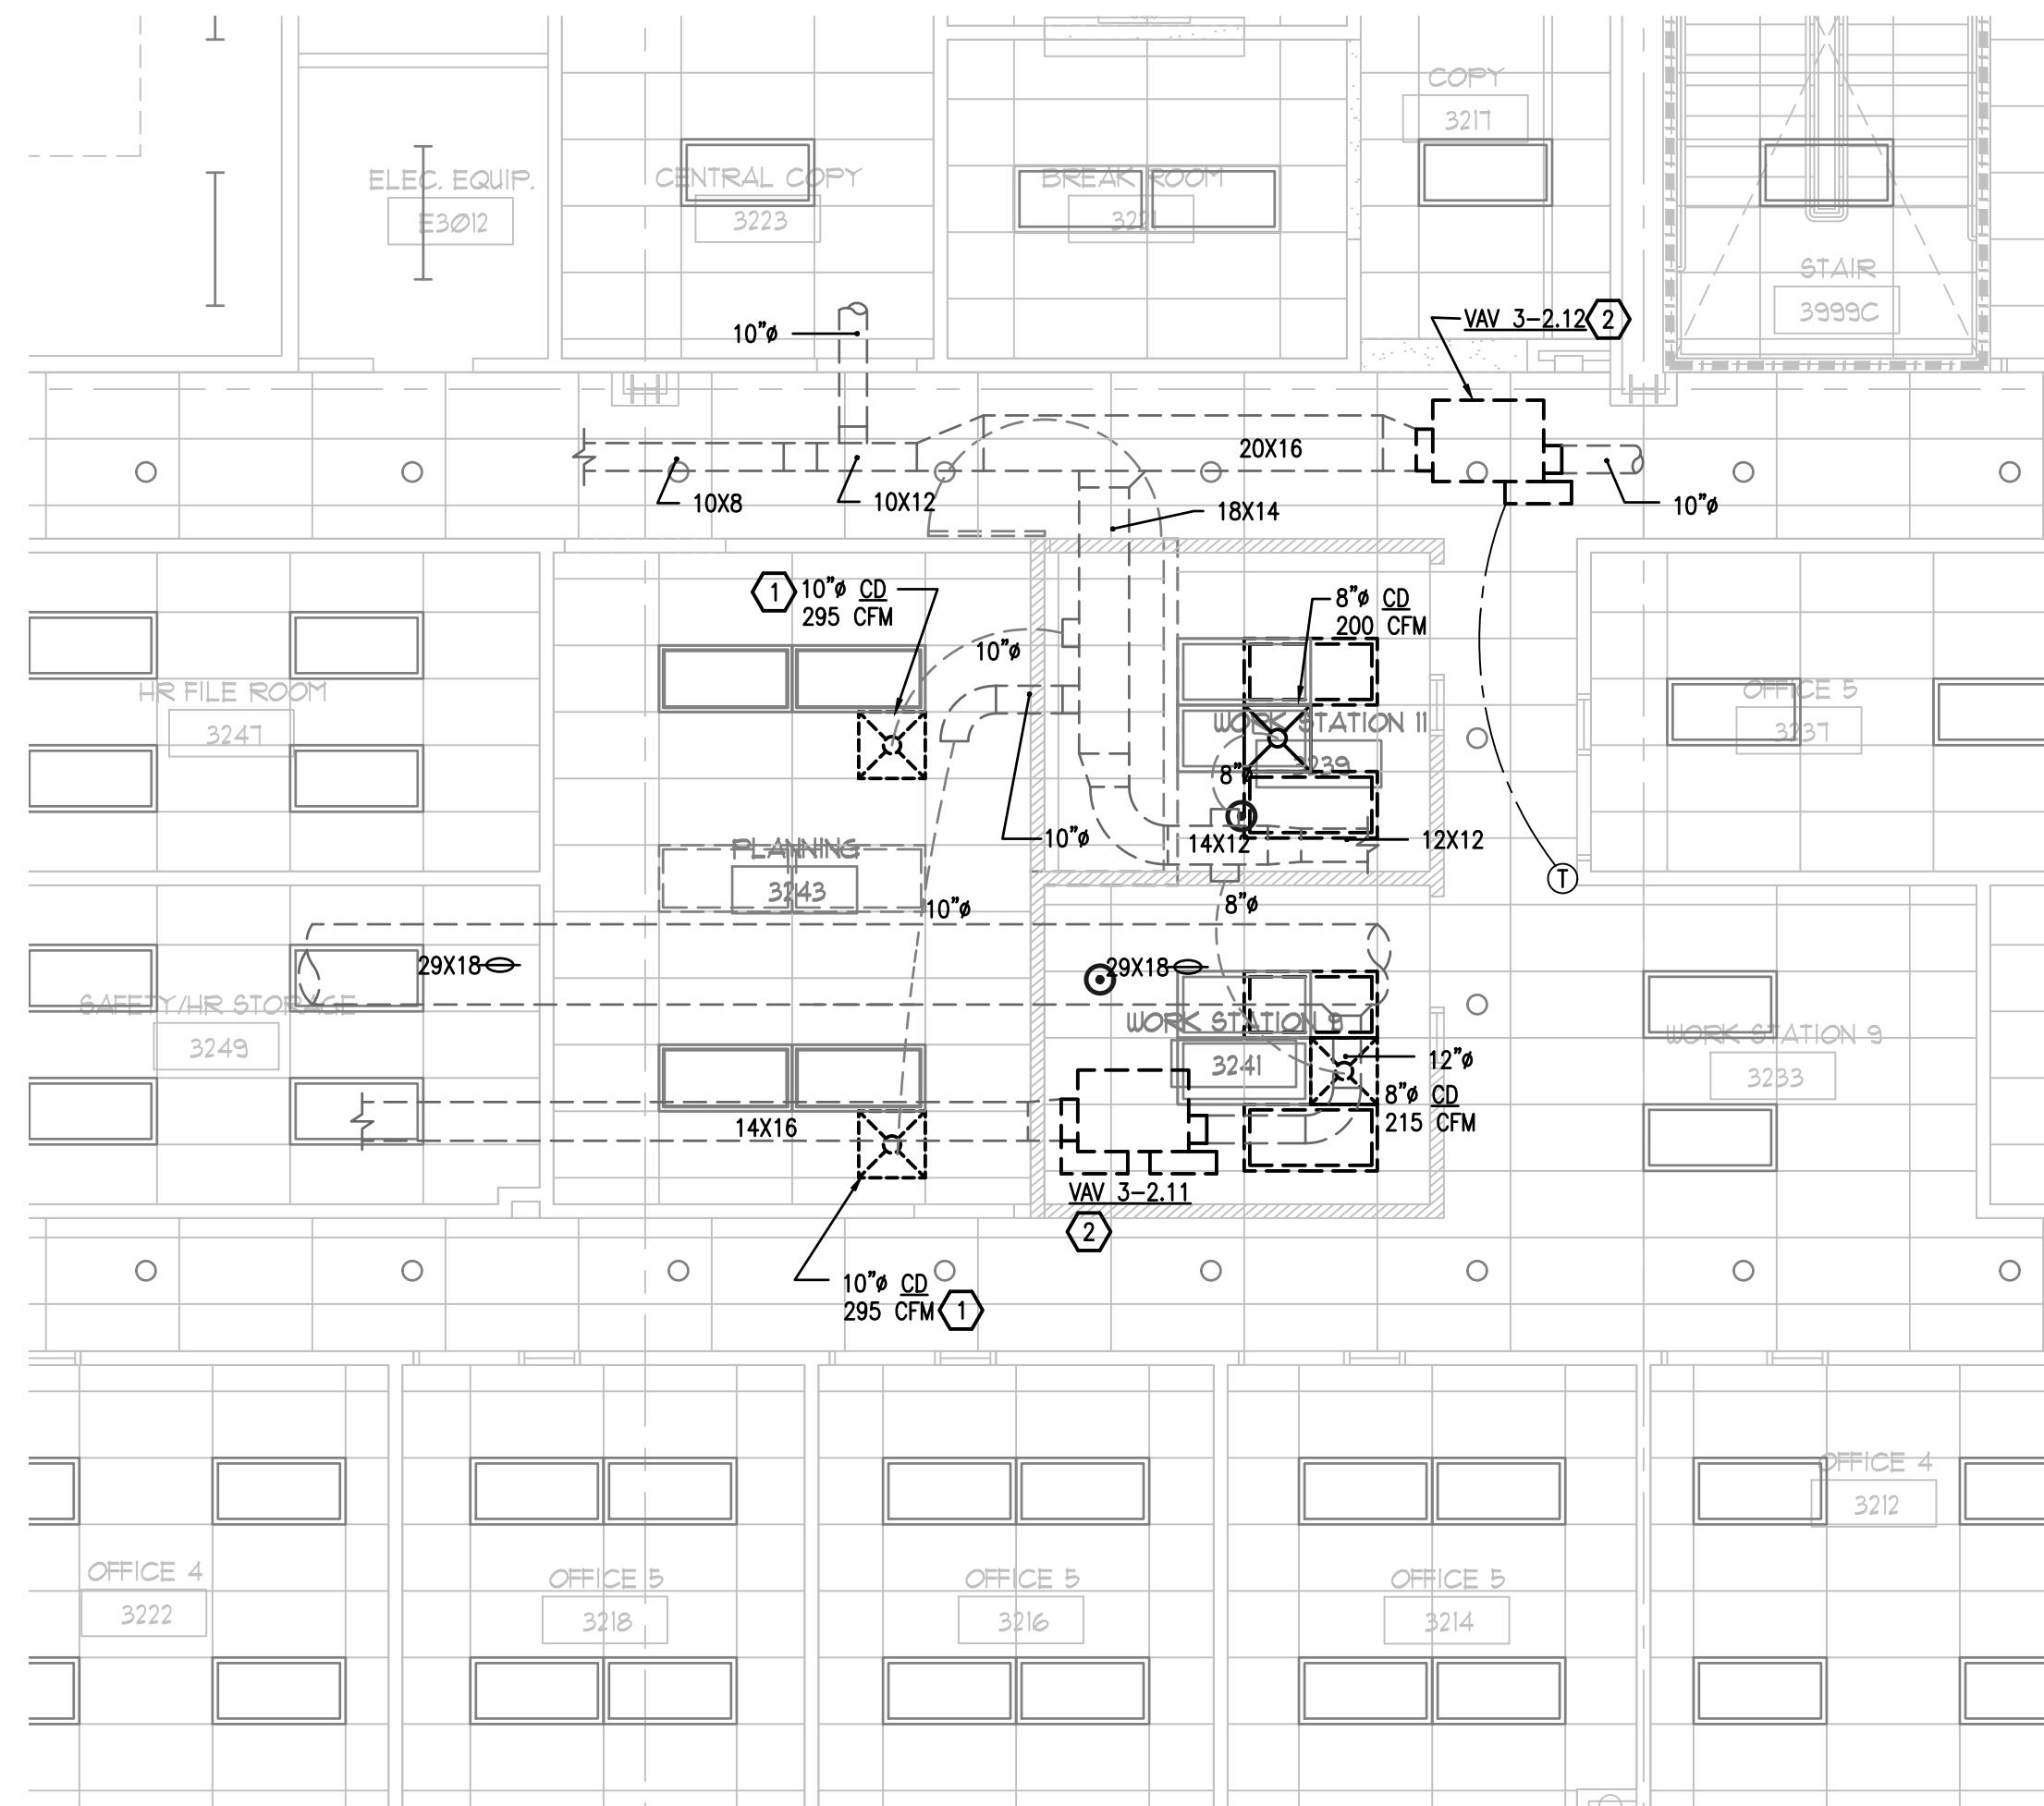 COPY
3217
ELEC. EQUIP.
E3012
CENTRAL COPY
3223
BREAK ROOM
3221
STAIR
3999C
10"ø
VAV 3-2.12
2
20X16
10X8
10X12
18X14
10"ø
1
10"ø CD
295 CFM
10"ø
8"ø CD
200 CFM
HR FILE ROOM
3247
WORK STATION 11
3239
OFFICE 5
3237
8"ø
10"ø
14X12
12X12
PLANNING
3243
T
10"ø
8"ø
29X18
29X18
SAFETY/HR STORAGE
3249
WORK STATION 9
3233
3241
12"ø
8"ø CD
215 CFM
14X16
VAV 3-2.11
2
10"ø CD
295 CFM
1
OFFICE 4
3212
OFFICE 4
3222
OFFICE 5
3218
OFFICE 5
3216
OFFICE 5
3214